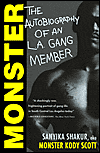 MONSTER
THE
AUTOBIOGRAPHY
OF AN
L.A. GANG
MEMBER
SANYIKA SHAKUR, aka
MONSTER KODY SCOTT